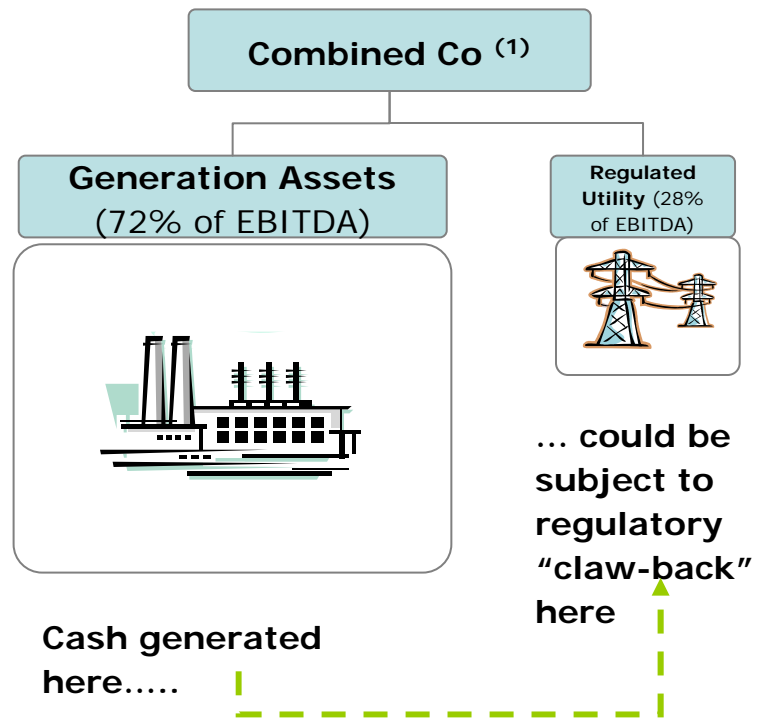 Combined Co (1)
Generation Assets
(72% of EBITDA)
Regulated
Utility (28%
of EBITDA)
Cash generated
here.....
... could be
subject to
regulatory
“claw-back”
here